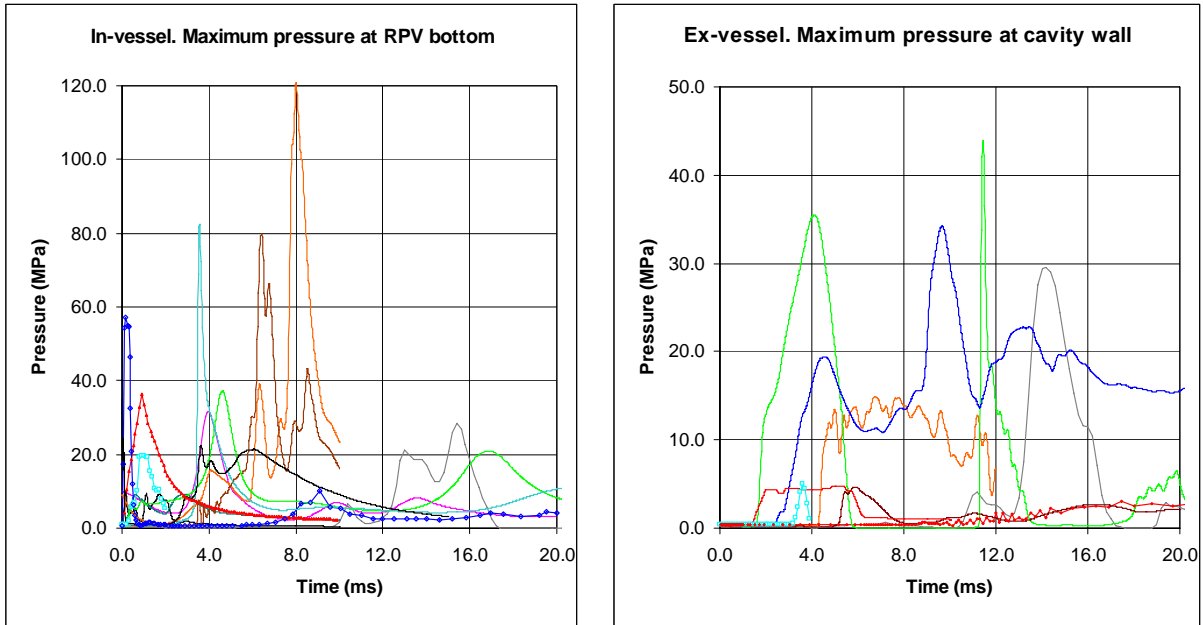 In-vessel. Maximum pressure at RPV bottom
120.0
100.0
80.0
60.0
40.0
20.0
0.0
Pressure (MPa)
0.0 4.0 8.0 12.0 16.0 20.0
Time (ms)
Ex-vessel. Maximum pressure at cavity wall
50.0
40.0
30.0
20.0
10.0
0.0
Pressure (MPa)
0.0 4.0 8.0 12.0 16.0 20.0
Time (ms)